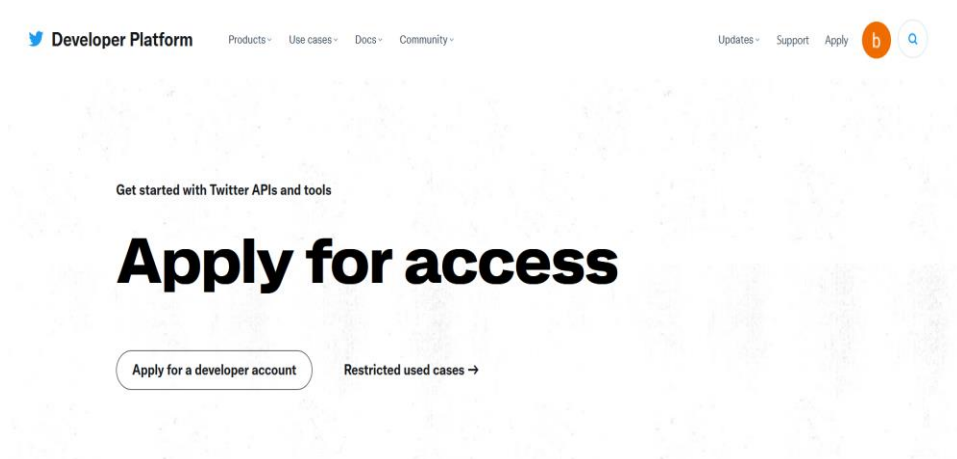 Developer Platform Products Use cases Docs Community Updates Support Apply b
Get started with Twitter APIs and tools
Apply for access
Apply for a developer account Restricted used cases →